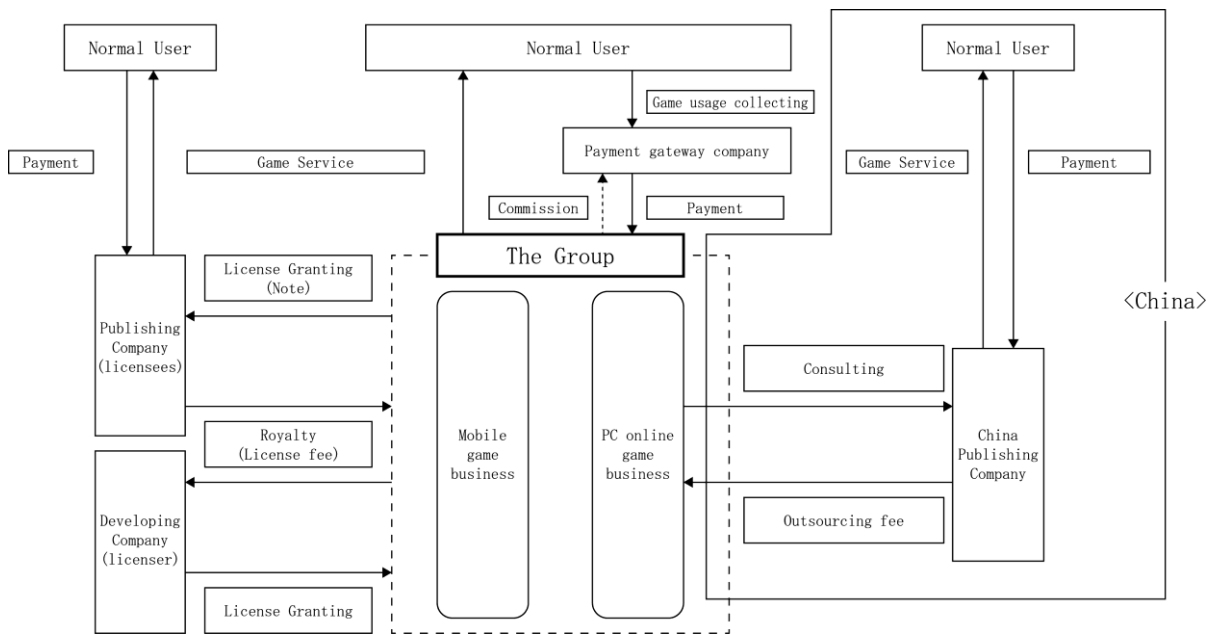 Normal User
Normal User
Normal User
Game usage collecting
Payment gateway company
Payment
Game Service
Game Service
Payment
Commission
Payment
The Group
License Granting
(Note)
<China>
Publishing
Company
(licensees)
Consulting
Royalty
(License fee)
Mobile
game
business
PC online
game
business
China
Publishing
Company
Developing
Company
(licenser)
Outsourcing fee
License Granting